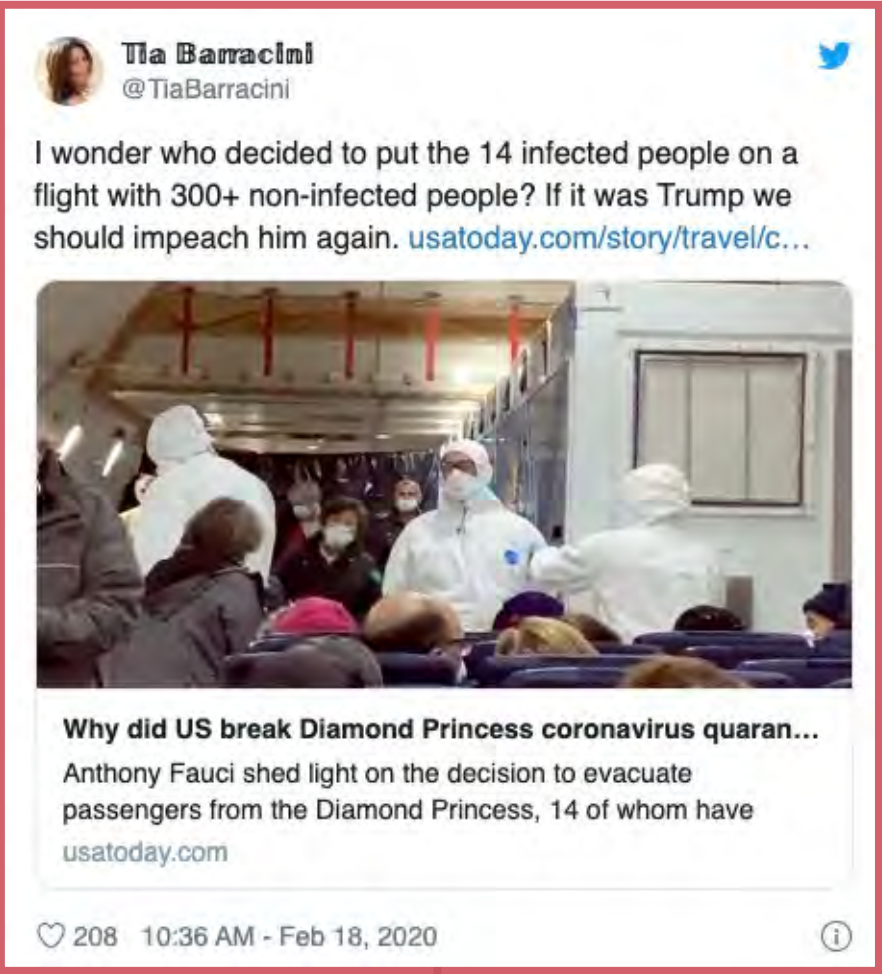 Tia Barracini
@TiaBarracini
I wonder who decided to put the 14 infected people on a
flight with 300+ non-infected people? If it was Trump we
should impeach him again. usatoday.com/story/travel/c…
Why did US break Diamond Princess coronavirus quaran…
Anthony Fauci shed light on the decision to evacuate
passengers from the Diamond Princess, 14 of whom have
usatoday.com
208 10:36 AM - Feb 18, 2020